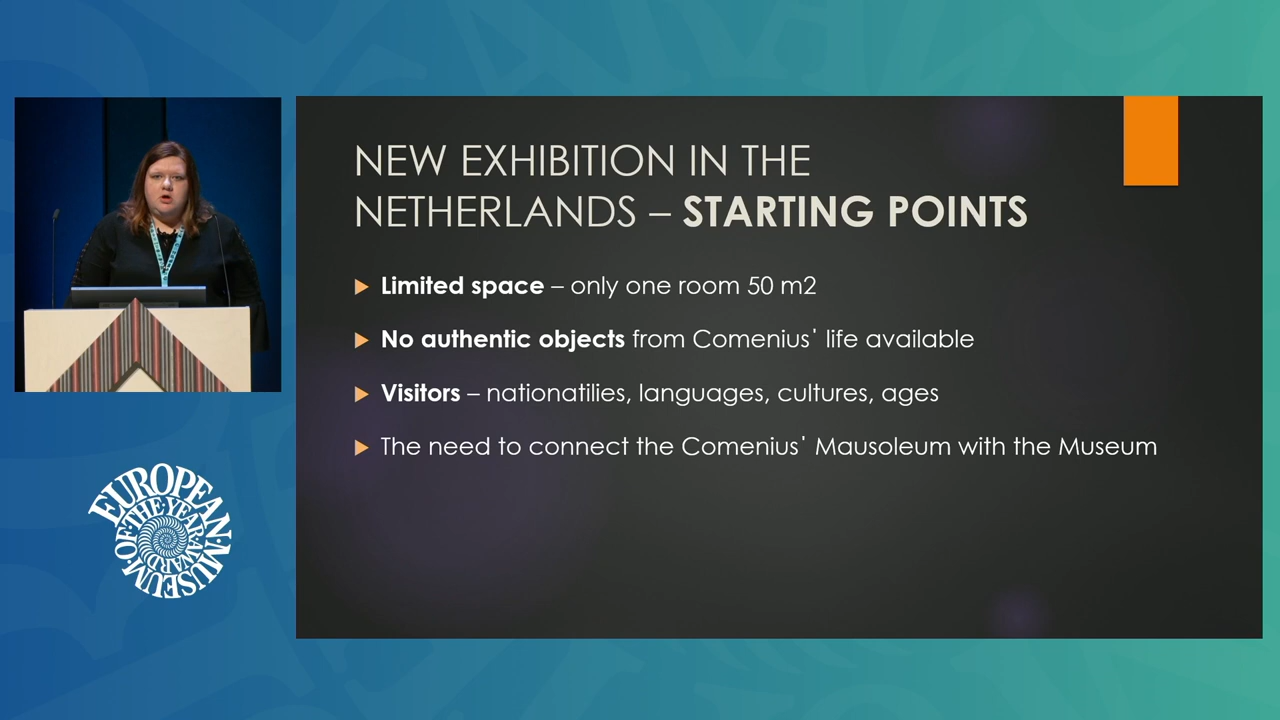 NEW EXHIBITION IN THE
NETHERLANDS – STARTING POINTS
Limited space – only one room 50 m2
No authentic objects from Comenius˙ life available
Visitors – nationatilies, languages, cultures, ages
The need to connect the Comenius˙ Mausoleum with the Museum
EUROPEAN MUSEUM OF THE YEAR AWARD